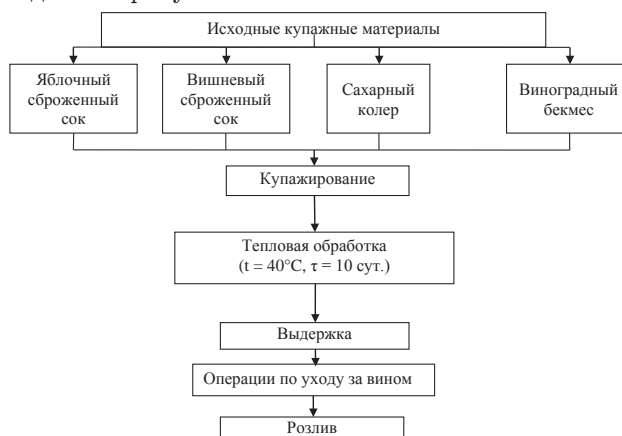 Исходные купажные материалы
Яблочный
сброженный
сок
Вишневый
сброженный
сок
Сахарный
колер
Виноградный
бекмес
Купажирование
Тепловая обработка
(t = 40°C, τ = 10 сут.)
Выдержка
Операции по уходу за вином
Розлив